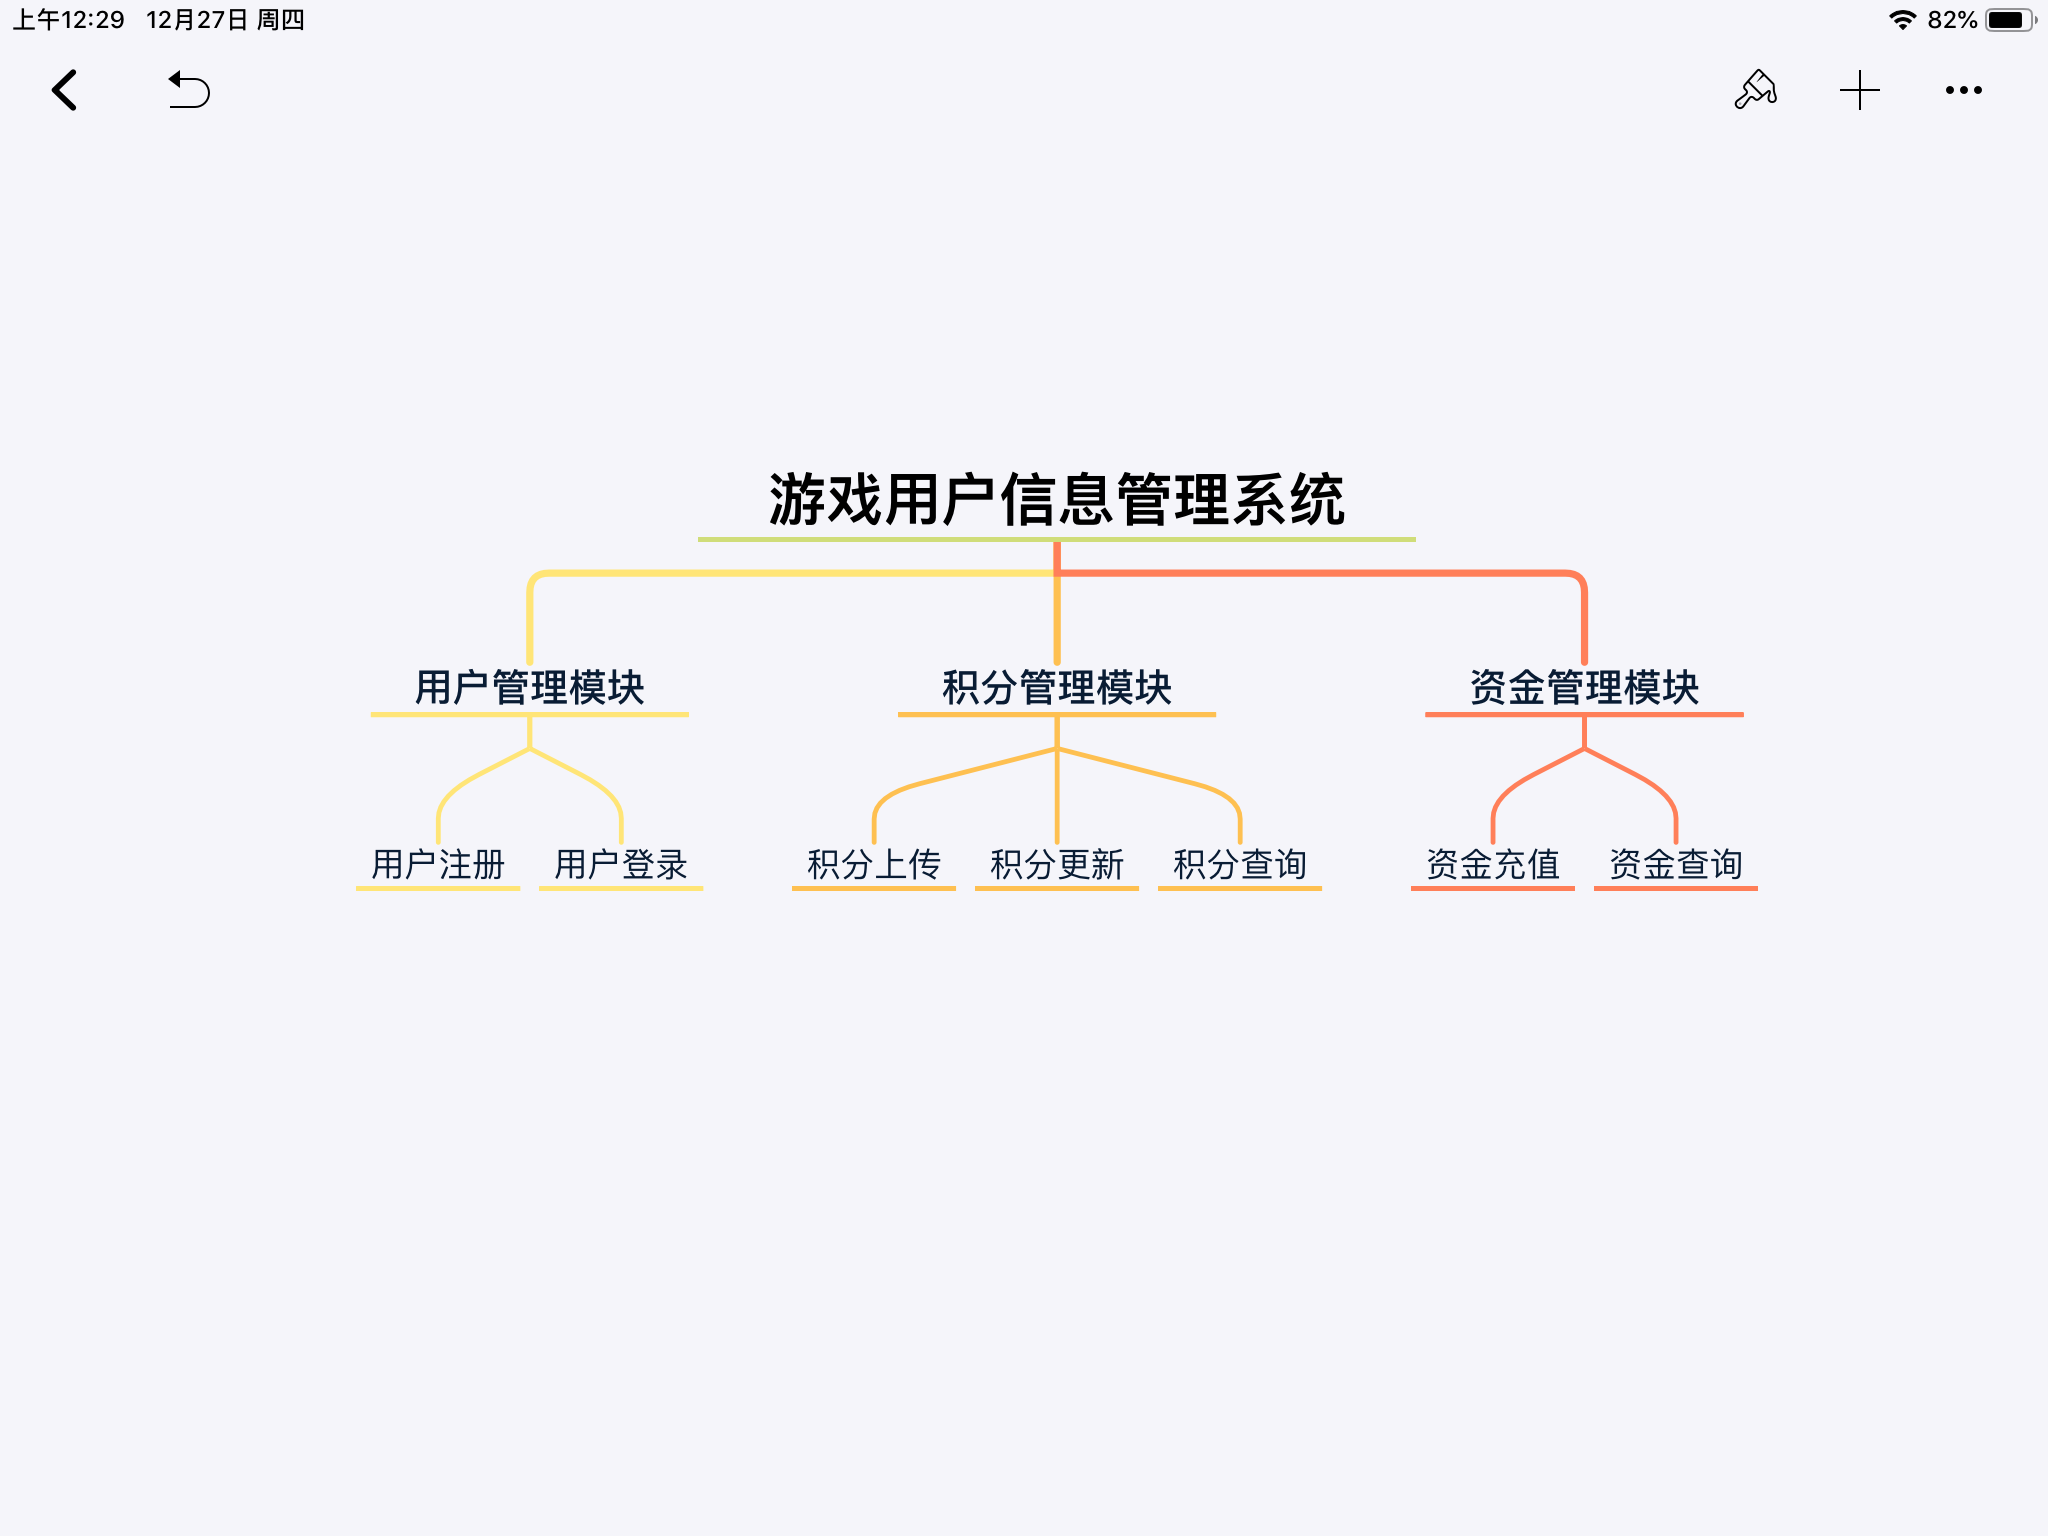 上午12:29 12月27日 周四
82%
游戏用户信息管理系统
用户管理模块
积分管理模块
资金管理模块
用户注册
用户登录
积分上传
积分更新
积分查询
资金充值
资金查询